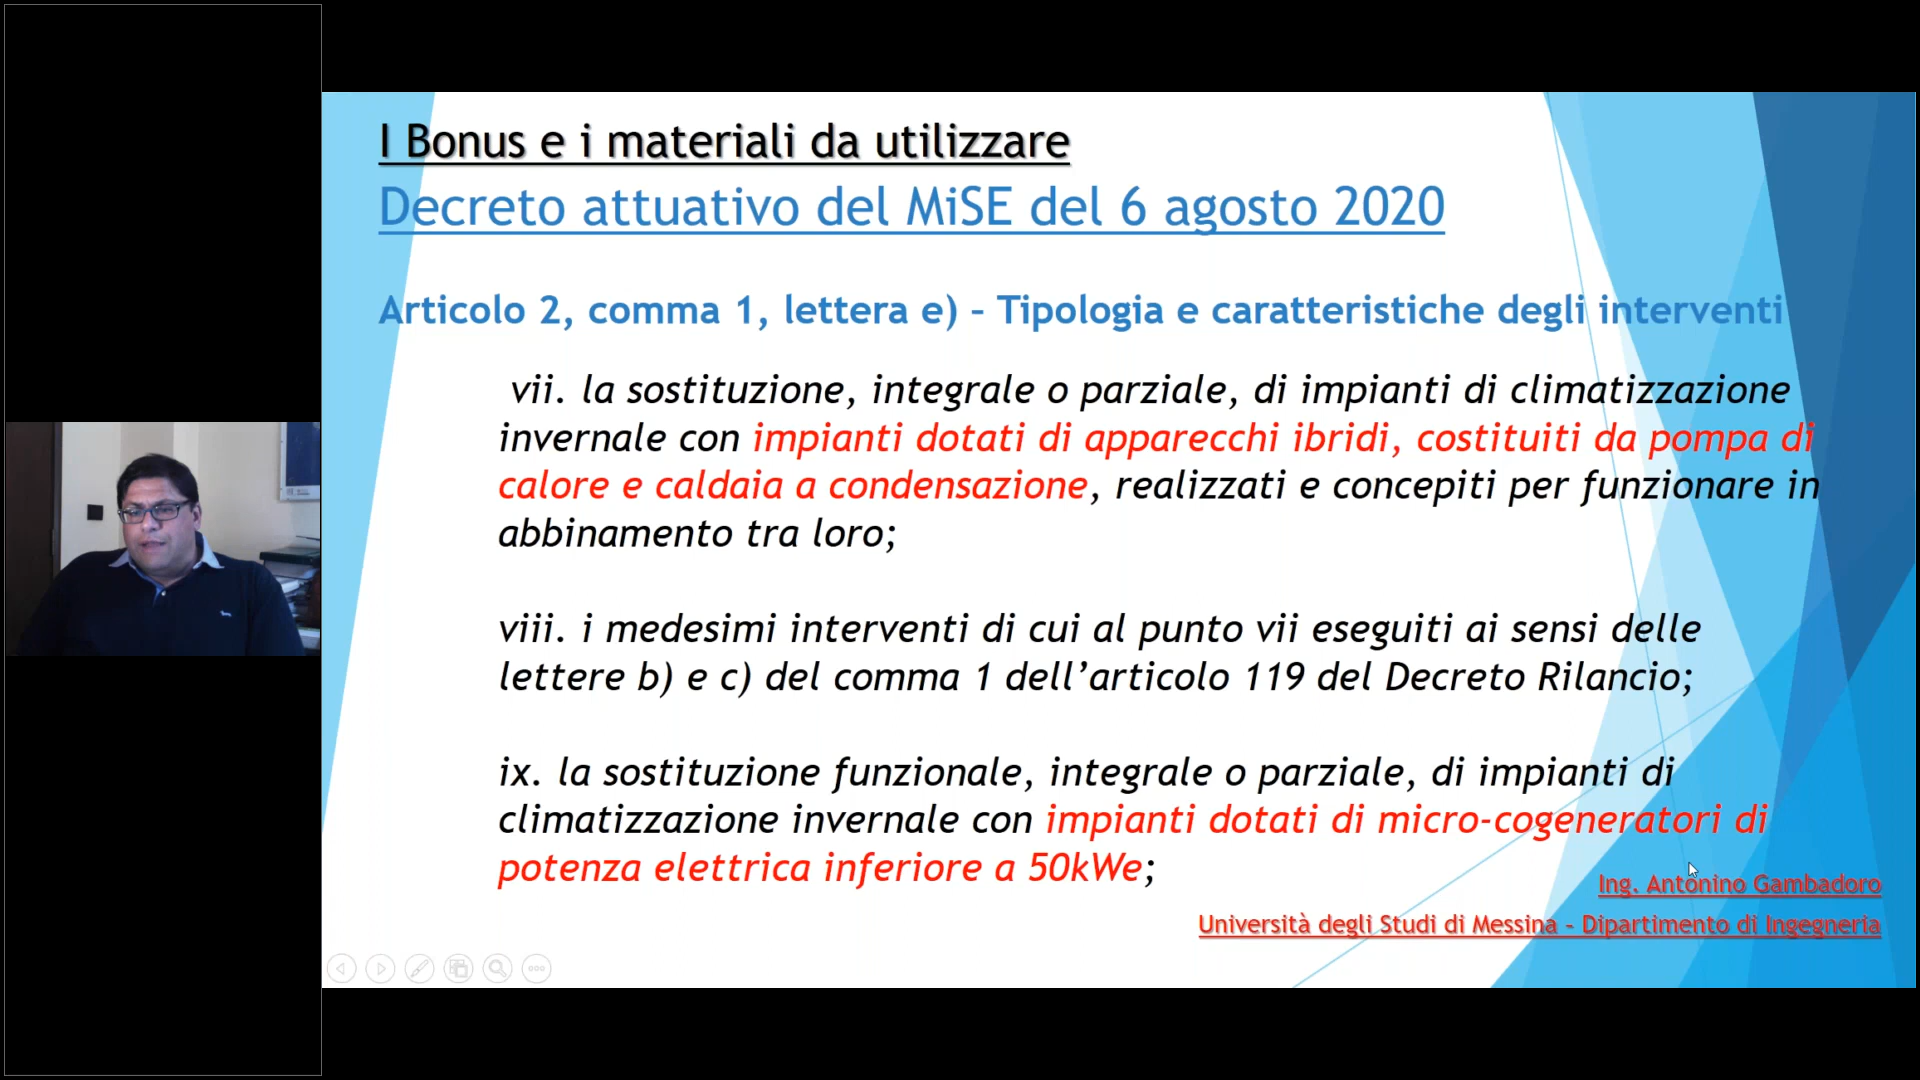 I Bonus e i materiali da utilizzare
Decreto attuativo del MiSE del 6 agosto 2020
Articolo 2, comma 1, lettera e) – Tipologia e caratteristiche degli interventi
vii. la sostituzione, integrale o parziale, di impianti di climatizzazione
invernale con impianti dotati di apparecchi ibridi, costituiti da pompa di
calore e caldaia a condensazione, realizzati e concepiti per funzionare in
abbinamento tra loro;
viii. i medesimi interventi di cui al punto vii eseguiti ai sensi delle
lettere b) e c) del comma 1 dell’articolo 119 del Decreto Rilancio;
ix. la sostituzione funzionale, integrale o parziale, di impianti di
climatizzazione invernale con impianti dotati di micro-cogeneratori di
potenza elettrica inferiore a 50kWe;
Ing. Antonino Gambadoro
Università degli Studi di Messina – Dipartimento di Ingegneria